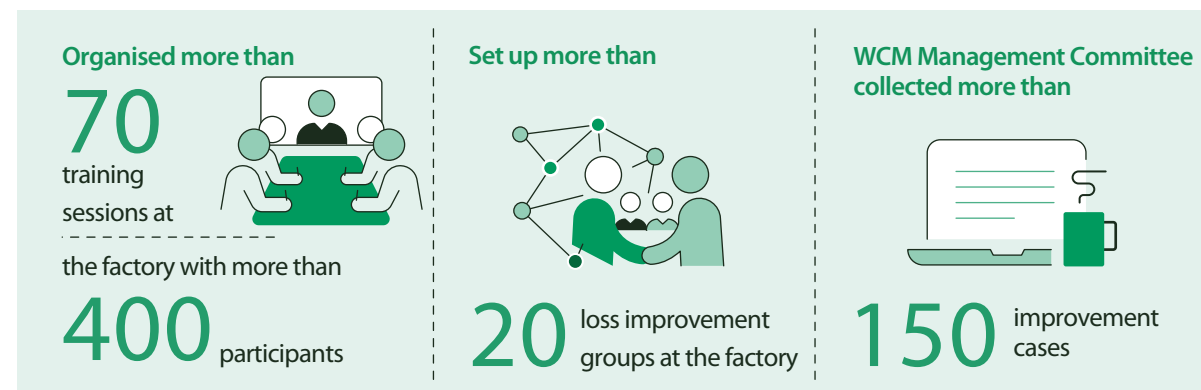 Organised more than
70
training
sessions at
the factory with more than
400 participants
Set up more than
20 loss improvement
groups at the factory
WCM Management Committee
collected more than
150 improvement
cases